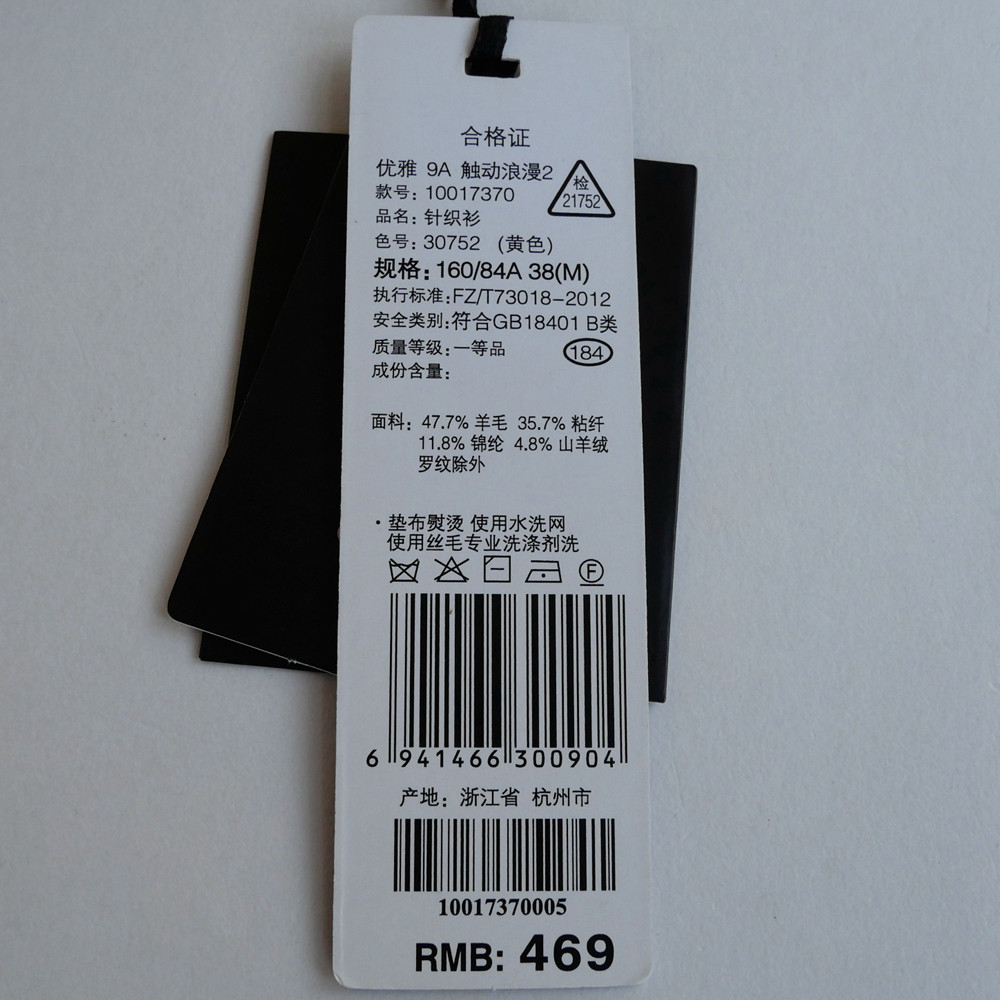 合格证
优雅 9A 触动浪漫2
检
21752
款号: 10017370
品名: 针织衫
色号: 30752 (黄色)
规格: 160/84A 38(M)
执行标准:FZ/T73018-2012
安全类别:符合GB18401 B类
质量等级:一等品
184
成份含量:
面料: 47.7% 羊毛 35.7% 粘纤
11.8% 锦纶 4.8% 山羊绒
罗纹除外
·垫布熨烫 使用水洗网
使用丝毛专业洗涤剂洗
F
6 941466 300904
产地: 浙江省 杭州市
10017370005
RMB: 469